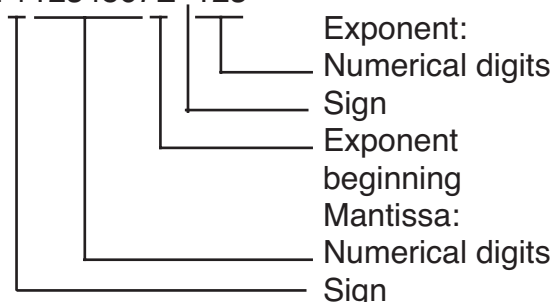 Exponent:
Numerical digits
Sign
Exponent
beginning
Mantissa:
Numerical digits
Sign